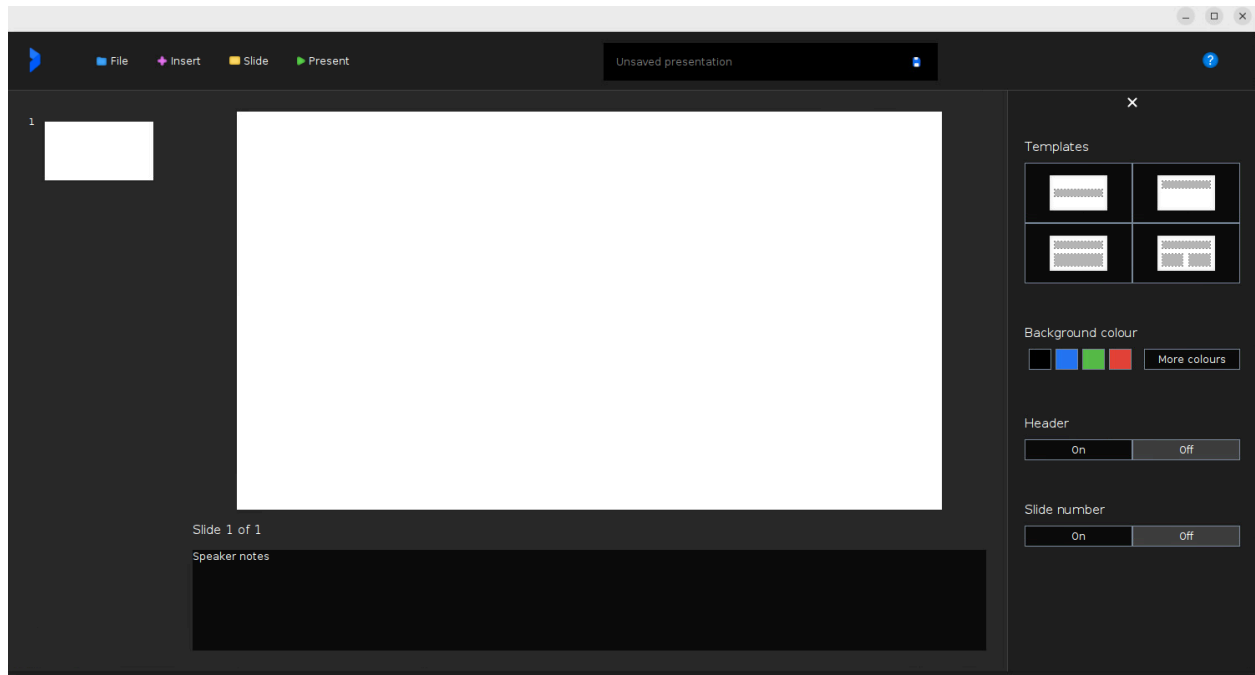 File Insert Slide Present Unsaved presentation ?
1
Templates
Background colour
More colours
Header
On Off
Slide 1 of 1
Slide number
On Off
Speaker notes